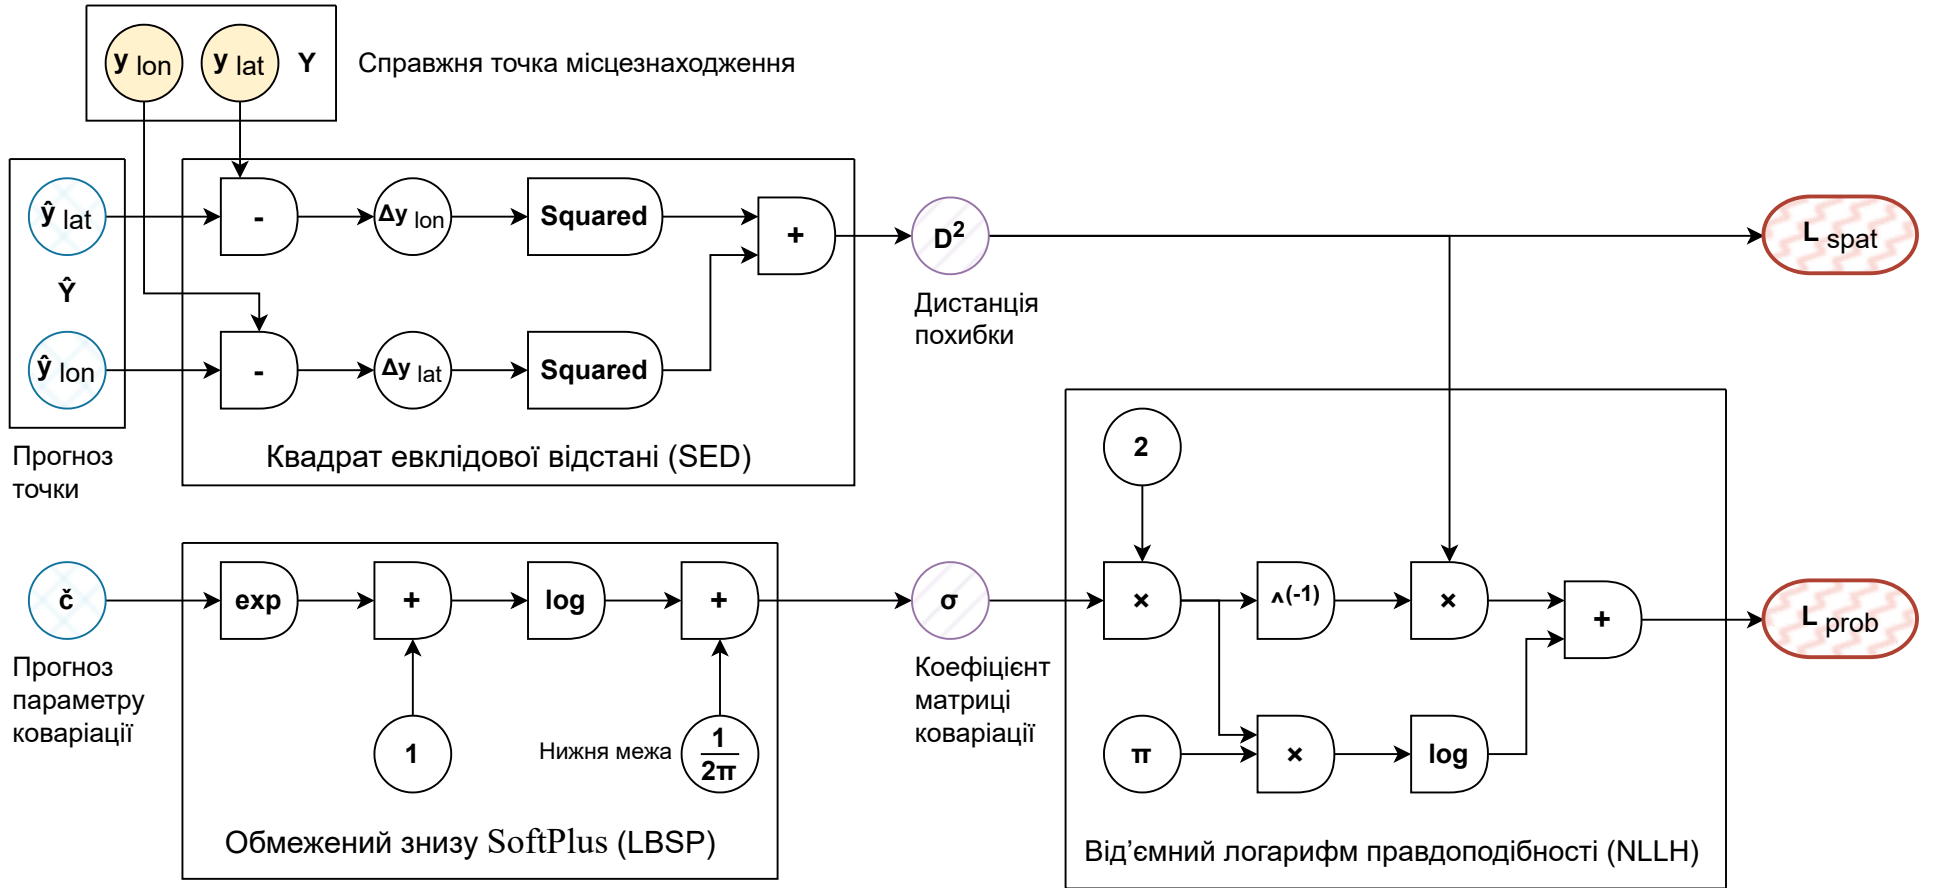 y lon
y lat
Y
Справжня точка місцезнаходження
ŷ lat
-
Δy lon
Squared
+
D²
L spat
Ŷ
Дистанція
похибки
ŷ lon
-
Δy lat
Squared
Квадрат евклідової відстані (SED)
Прогноз
точки
2
č
exp
+
log
+
σ
×
^(-1)
×
+
L prob
Прогноз
параметру
коваріації
Коефіцієнт
матриці
коваріації
1
Нижня межа
1
2π
π
×
log
Обмежений знизу SoftPlus (LBSP)
Від’ємний логарифм правдоподібності (NLLH)